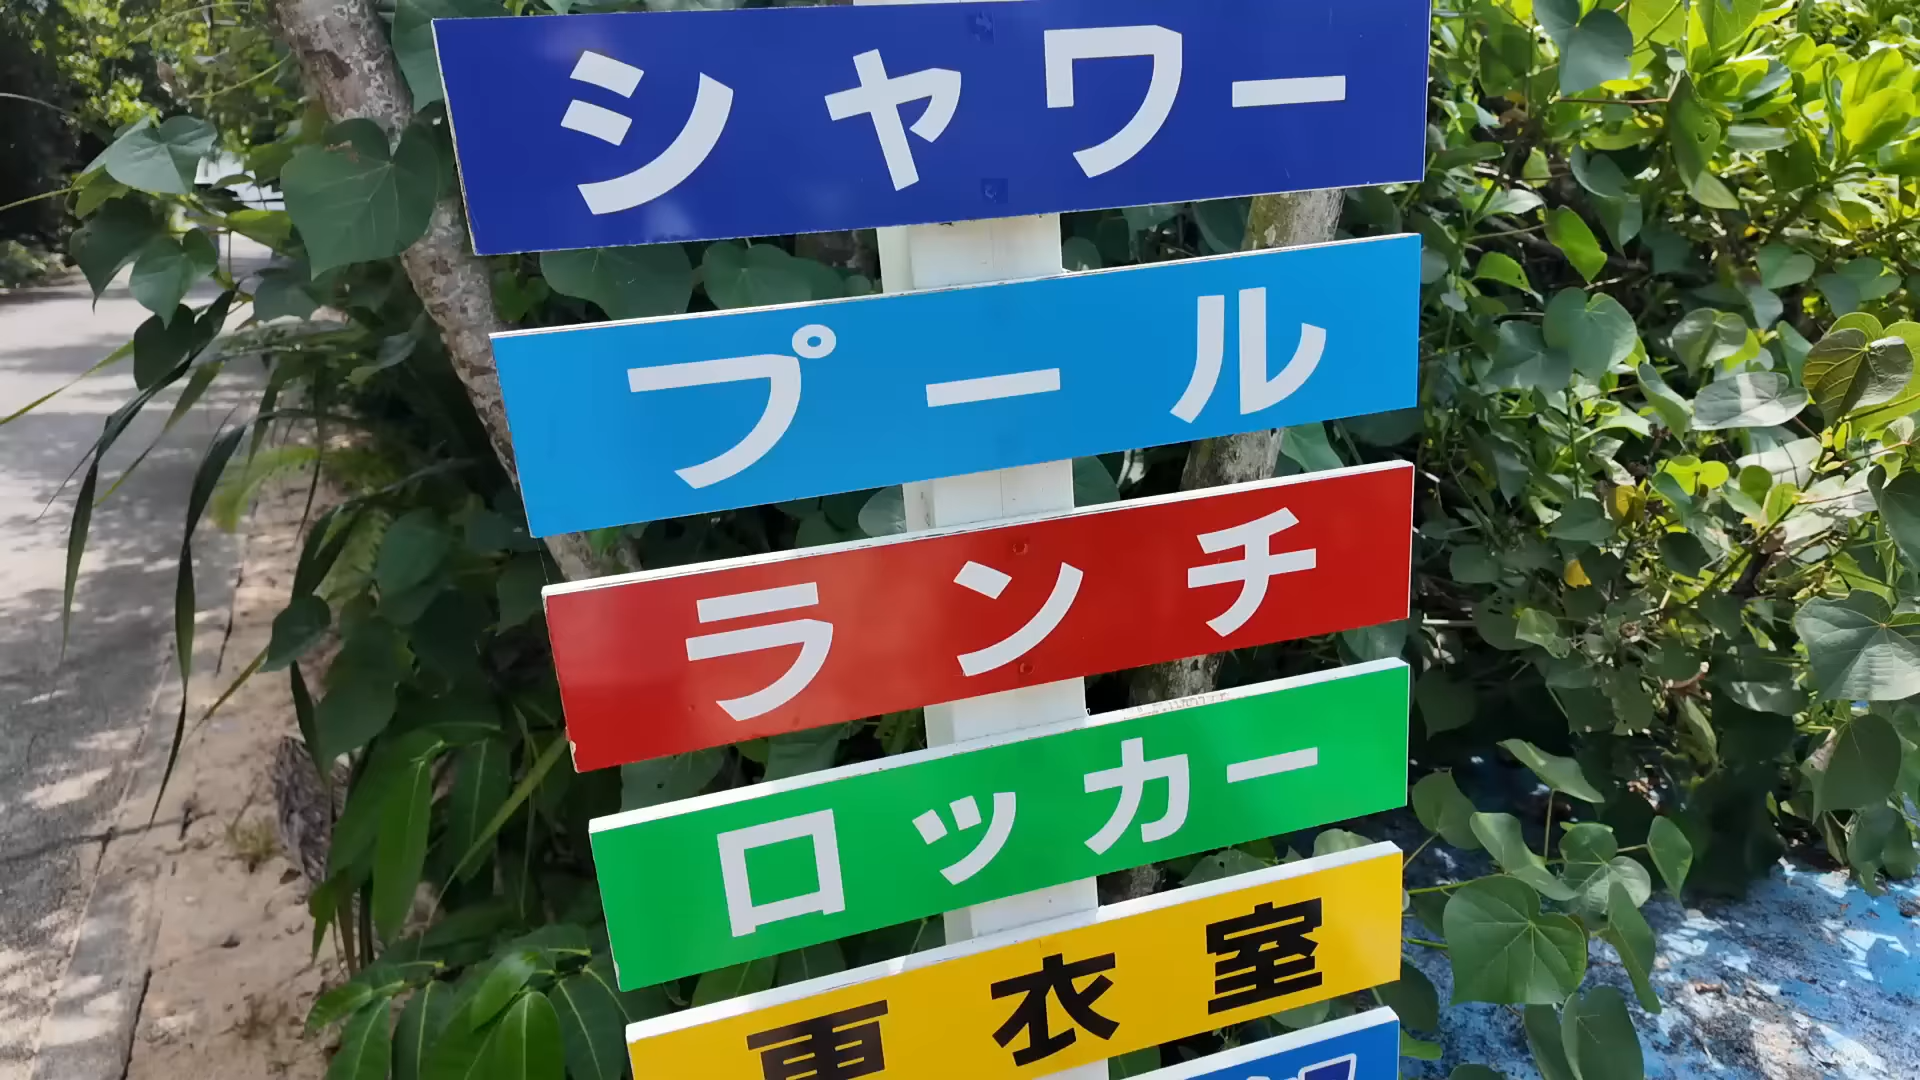 シャワー
プール
ランチ
ロッカー
更衣室